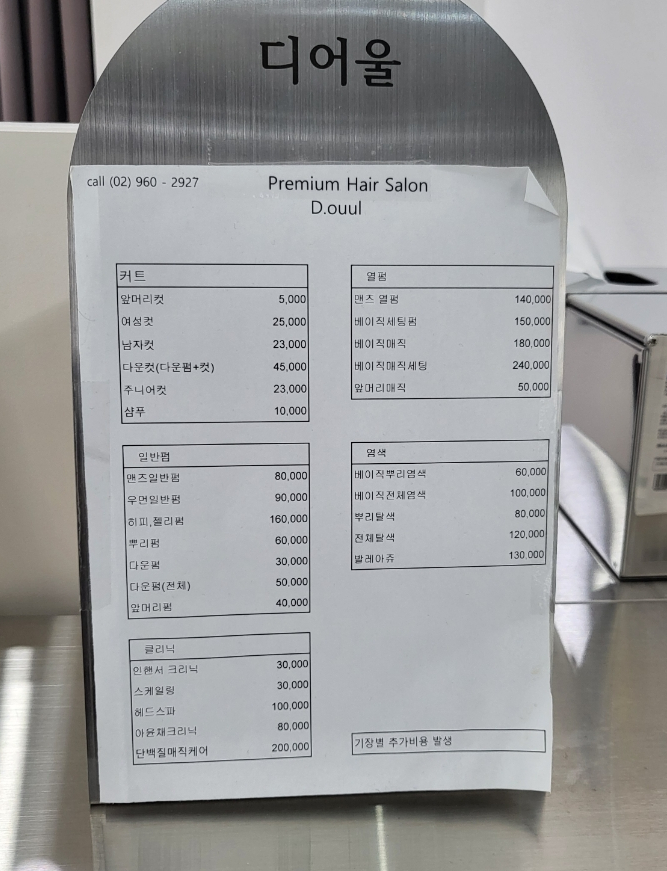 디어울
call (02) 960 - 2927
Premium Hair Salon
D.ouul
커트
앞머리컷 5,000
여성컷 25,000
남자컷 23,000
다운컷(다운펌+컷) 45,000
주니어컷 23,000
샴푸 10,000
열펌
맨즈 열펌 140,000
베이직세팅펌 150,000
베이직매직 180,000
베이직매직세팅 240,000
앞머리매직 50,000
일반펌
맨즈일반펌 80,000
우먼일반펌 90,000
히피,젤리펌 160,000
뿌리펌 60,000
다운펌 30,000
다운펌(전체) 50,000
앞머리펌 40,000
염색
베이직뿌리염색 60,000
베이직전체염색 100,000
뿌리탈색 80,000
전체탈색 120,000
발레아쥬 130,000
클리닉
인핸서 크리닉 30,000
스케일링 30,000
헤드스파 100,000
아윤채크리닉 80,000
단백질매직케어 200,000
기장별 추가비용 발생